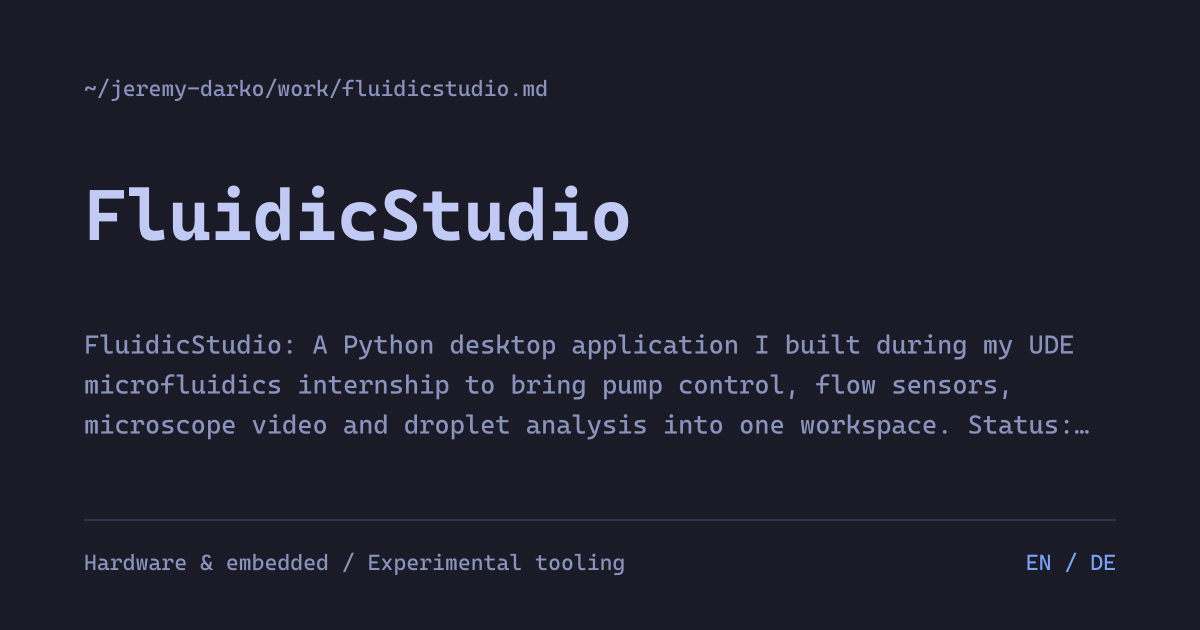 ~/jeremy-darko/work/fluidicstudio.md
FluidicStudio
FluidicStudio: A Python desktop application I built during my UDE
microfluidics internship to bring pump control, flow sensors,
microscope video and droplet analysis into one workspace. Status:…
Hardware & embedded / Experimental tooling
EN / DE